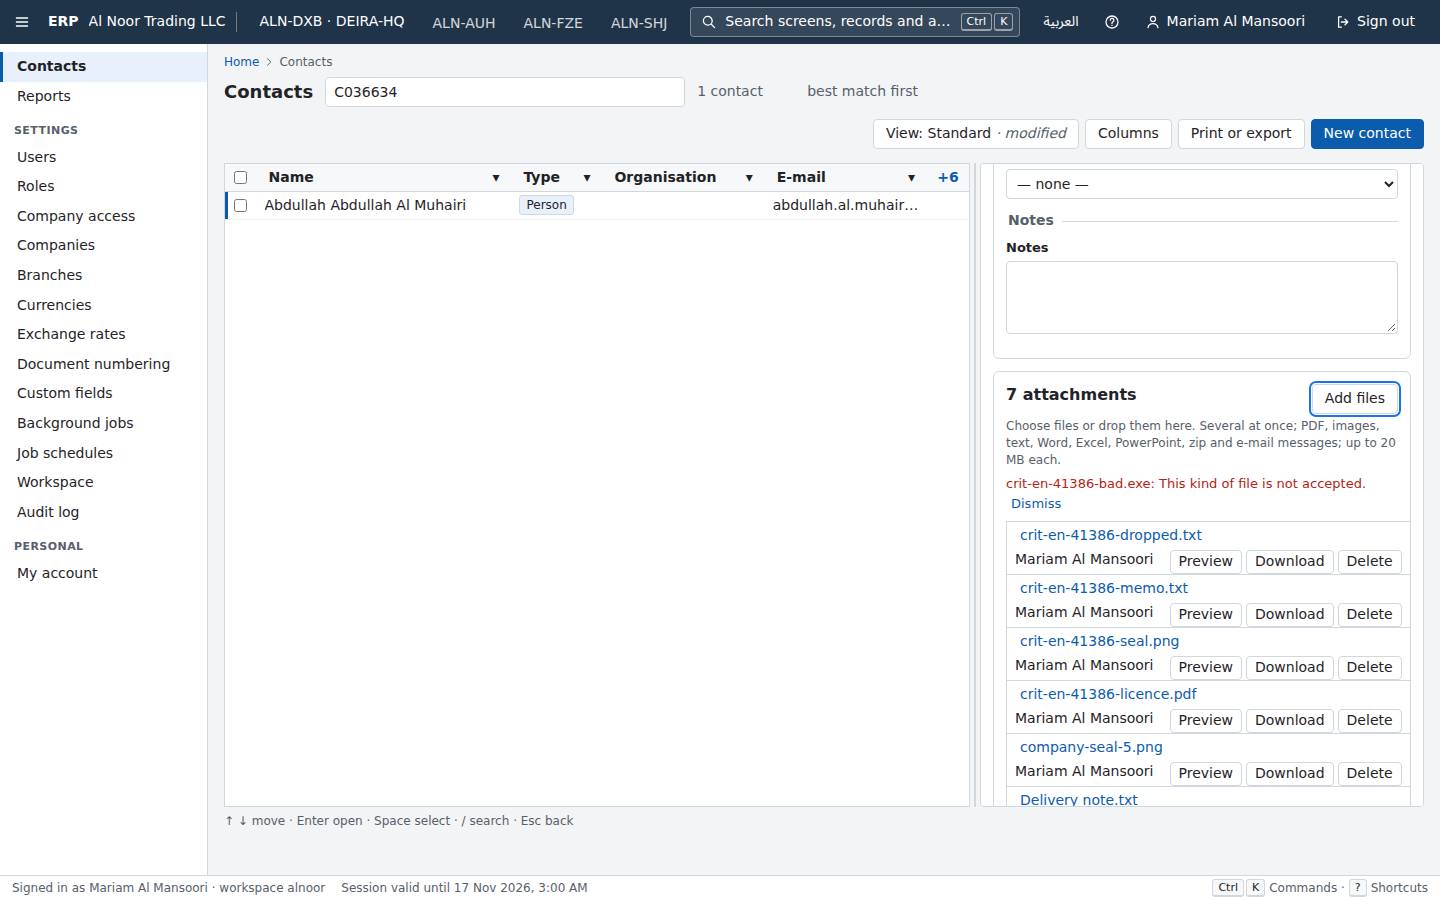 ERP Al Noor Trading LLC ALN-DXB · DEIRA-HQ ALN-AUH ALN-FZE ALN-SHJ Search screens, records and a… Ctrl K العربية Mariam Al Mansoori Sign out
Contacts
Reports
SETTINGS
Users
Roles
Company access
Companies
Branches
Currencies
Exchange rates
Document numbering
Custom fields
Background jobs
Job schedules
Workspace
Audit log
PERSONAL
My account
Home > Contacts
Contacts C036634 1 contact best match first
View: Standard · modified Columns Print or export New contact
Name ▼ Type ▼ Organisation ▼ E-mail ▼ +6
Abdullah Abdullah Al Muhairi Person abdullah.al.muhair…
— none —
Notes
Notes
7 attachments Add files
Choose files or drop them here. Several at once; PDF, images,
text, Word, Excel, PowerPoint, zip and e-mail messages; up to 20
MB each.
crit-en-41386-bad.exe: This kind of file is not accepted.
Dismiss
crit-en-41386-dropped.txt
Mariam Al Mansoori Preview Download Delete
crit-en-41386-memo.txt
Mariam Al Mansoori Preview Download Delete
crit-en-41386-seal.png
Mariam Al Mansoori Preview Download Delete
crit-en-41386-licence.pdf
Mariam Al Mansoori Preview Download Delete
company-seal-5.png
Mariam Al Mansoori Preview Download Delete
Delivery note.txt
↑ ↓ move · Enter open · Space select · / search · Esc back
Signed in as Mariam Al Mansoori · workspace alnoor Session valid until 17 Nov 2026, 3:00 AM Ctrl K Commands · ? Shortcuts